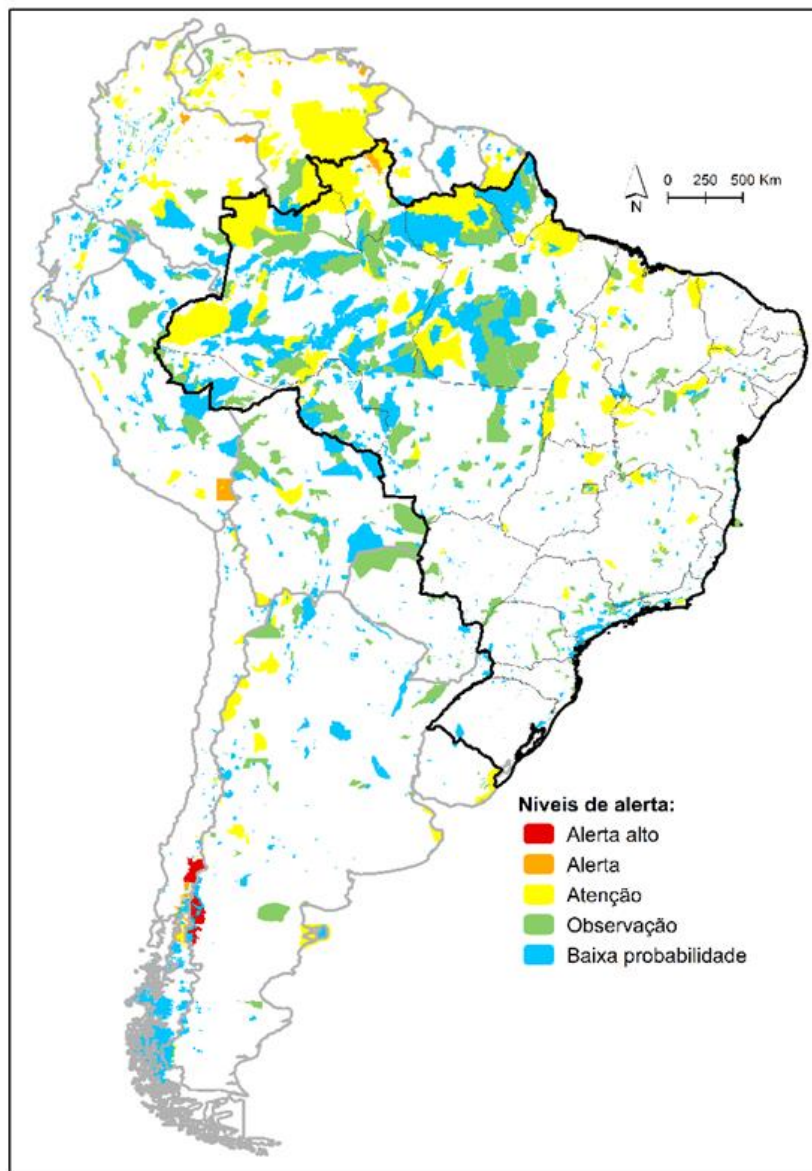 N
0 250 500 Km
Níveis de alerta:
Alerta alto
Alerta
Atenção
Observação
Baixa probabilidade